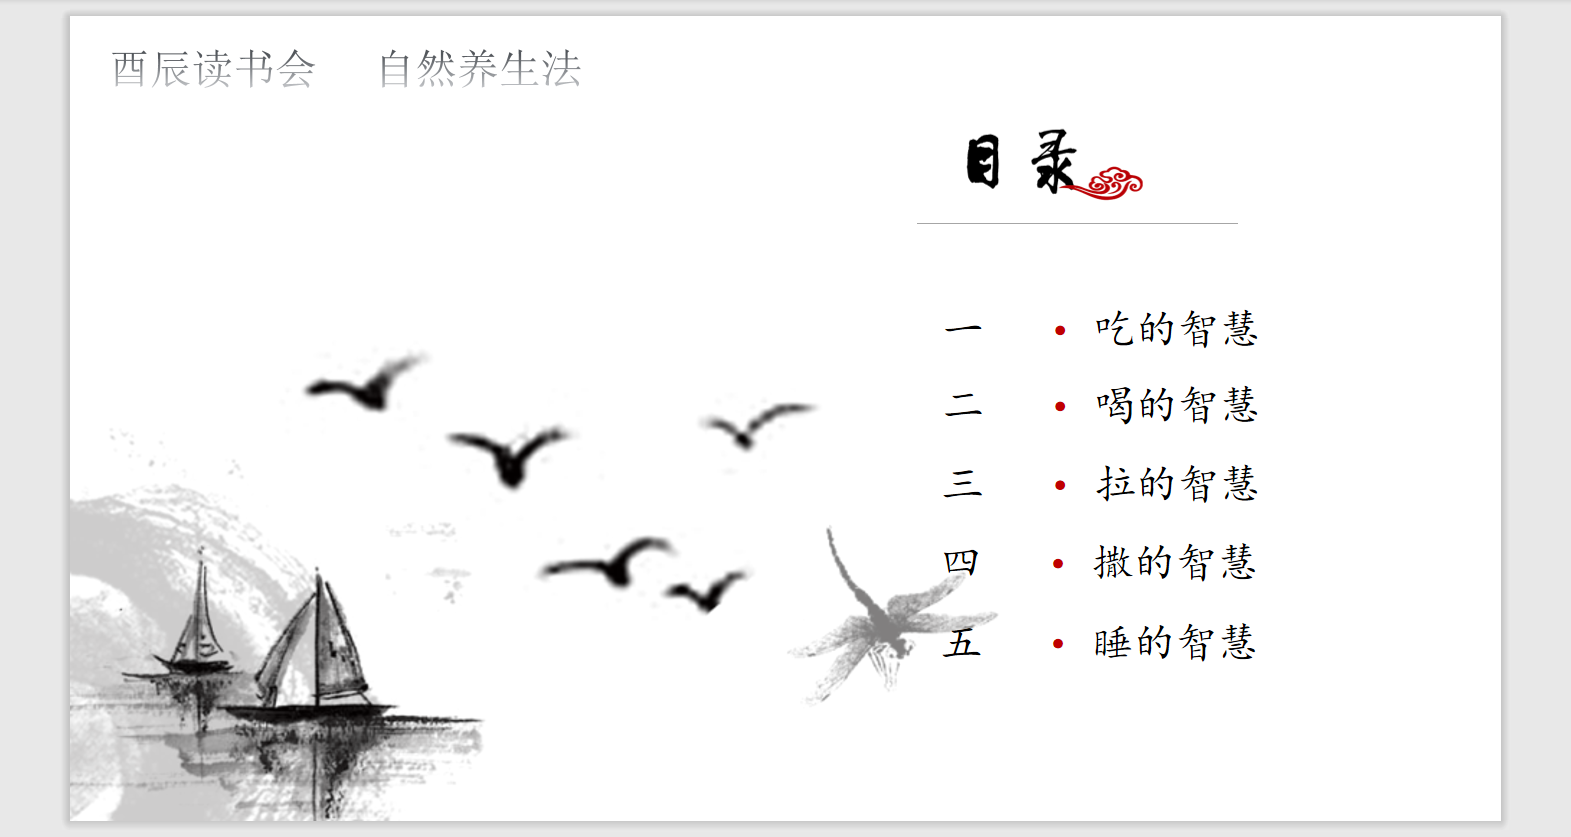 酉辰读书会 自然养生法
目录
一 • 吃的智慧
二 • 喝的智慧
三 • 拉的智慧
四 • 撒的智慧
五 • 睡的智慧